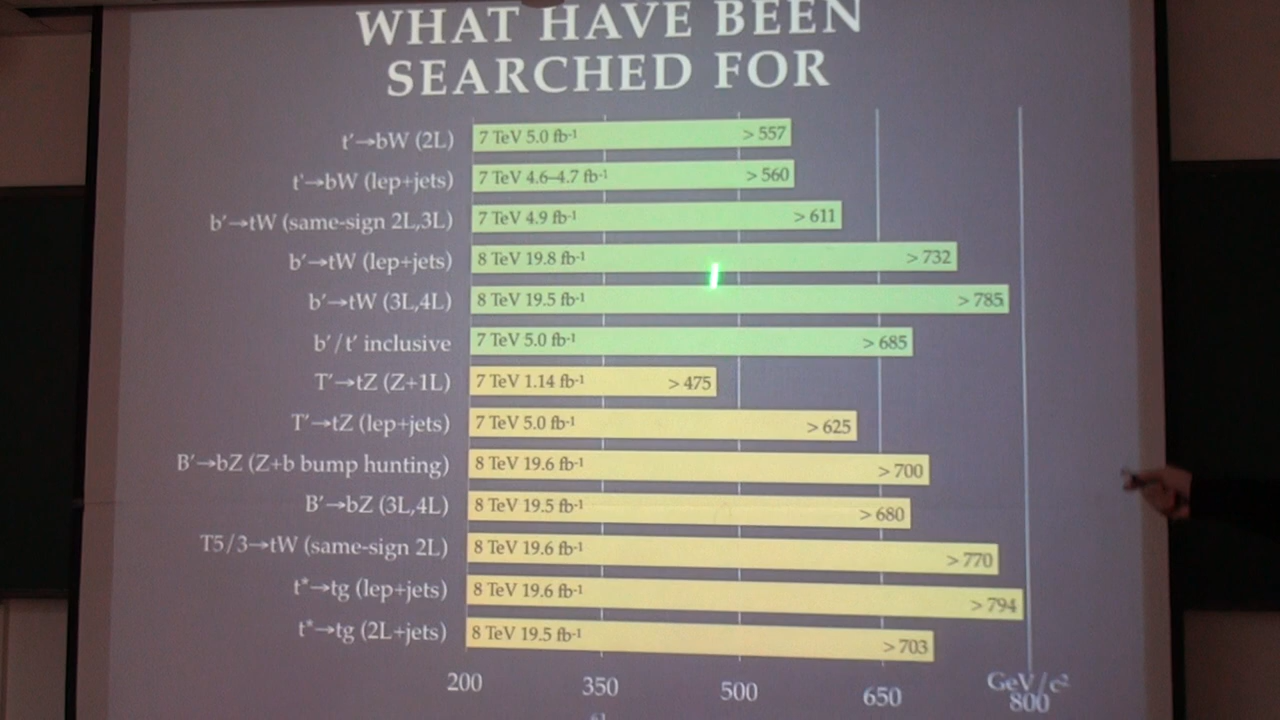 WHAT HAVE BEEN
SEARCHED FOR
t′→bW (2L) 7 TeV 5.0 fb-1 > 557
t′→bW (lep+jets) 7 TeV 4.6–4.7 fb-1 > 560
b′→tW (same-sign 2L,3L) 7 TeV 4.9 fb-1 > 611
b′→tW (lep+jets) 8 TeV 19.8 fb-1 > 732
b′→tW (3L,4L) 8 TeV 19.5 fb-1 > 785
b′/t′ inclusive 7 TeV 5.0 fb-1 > 685
T′→tZ (Z+1L) 7 TeV 1.14 fb-1 > 475
T′→tZ (lep+jets) 7 TeV 5.0 fb-1 > 625
B′→bZ (Z+b bump hunting) 8 TeV 19.6 fb-1 > 700
B′→bZ (3L,4L) 8 TeV 19.5 fb-1 > 680
T5/3→tW (same-sign 2L) 8 TeV 19.6 fb-1 > 770
t*→tg (lep+jets) 8 TeV 19.6 fb-1 > 794
t*→tg (2L+jets) 8 TeV 19.5 fb-1 > 703
200 350 500 650 800
GeV/c2